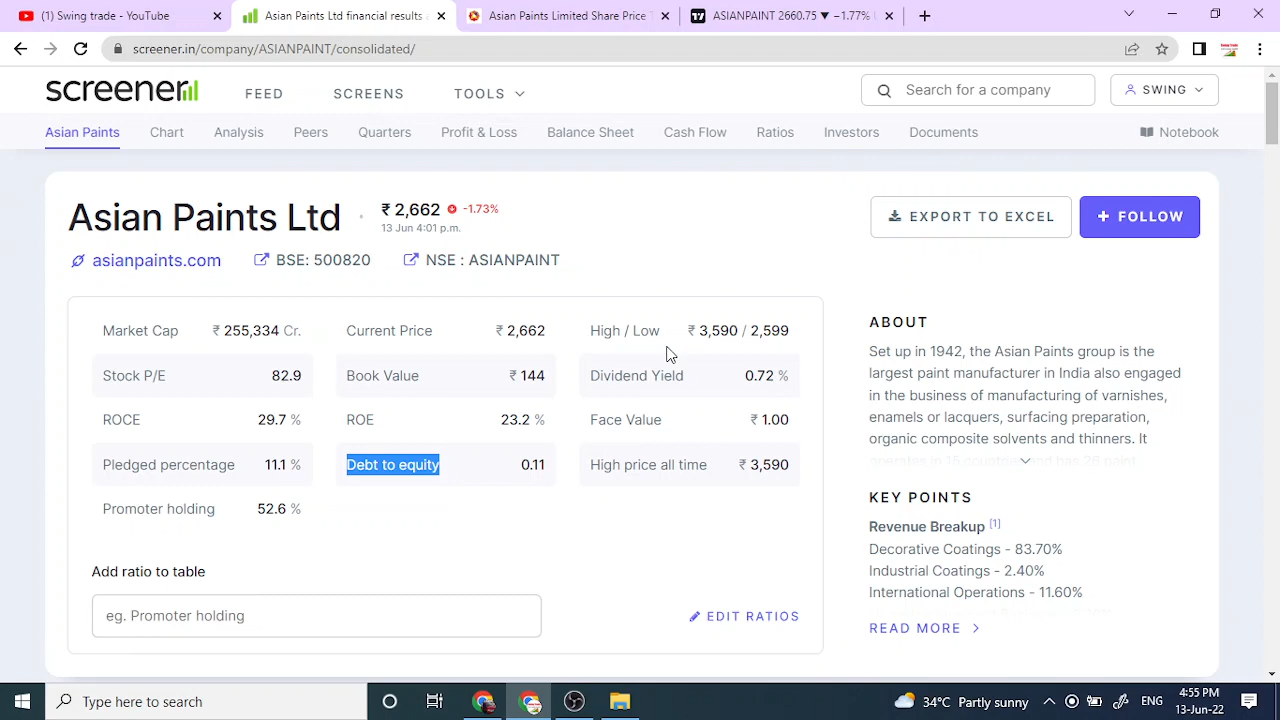 (1) Swing trade - YouTube
Asian Paints Ltd financial results
Asian Paints Limited Share Price T
ASIANPAINT 2660.75 ▼ −1.77%
screener.in/company/ASIANPAINT/consolidated/
screener
FEED
SCREENS
TOOLS
Search for a company
SWING
Asian Paints
Chart
Analysis
Peers
Quarters
Profit & Loss
Balance Sheet
Cash Flow
Ratios
Investors
Documents
Notebook
Asian Paints Ltd
₹ 2,662 -1.73%
13 Jun 4:01 p.m.
EXPORT TO EXCEL
+ FOLLOW
asianpaints.com
BSE: 500820
NSE : ASIANPAINT
Market Cap ₹ 255,334 Cr.
Current Price ₹ 2,662
High / Low ₹ 3,590 / 2,599
Stock P/E 82.9
Book Value ₹ 144
Dividend Yield 0.72 %
ROCE 29.7 %
ROE 23.2 %
Face Value ₹ 1.00
Pledged percentage 11.1 %
Debt to equity 0.11
High price all time ₹ 3,590
Promoter holding 52.6 %
Add ratio to table
eg. Promoter holding
EDIT RATIOS
ABOUT
Set up in 1942, the Asian Paints group is the
largest paint manufacturer in India also engaged
in the business of manufacturing of varnishes,
enamels or lacquers, surfacing preparation,
organic composite solvents and thinners. It
operates in 15 countries and has 26 paint
KEY POINTS
Revenue Breakup [1]
Decorative Coatings - 83.70%
Industrial Coatings - 2.40%
International Operations - 11.60%
READ MORE
Type here to search
34°C Partly sunny
ENG
4:55 PM
13-Jun-22